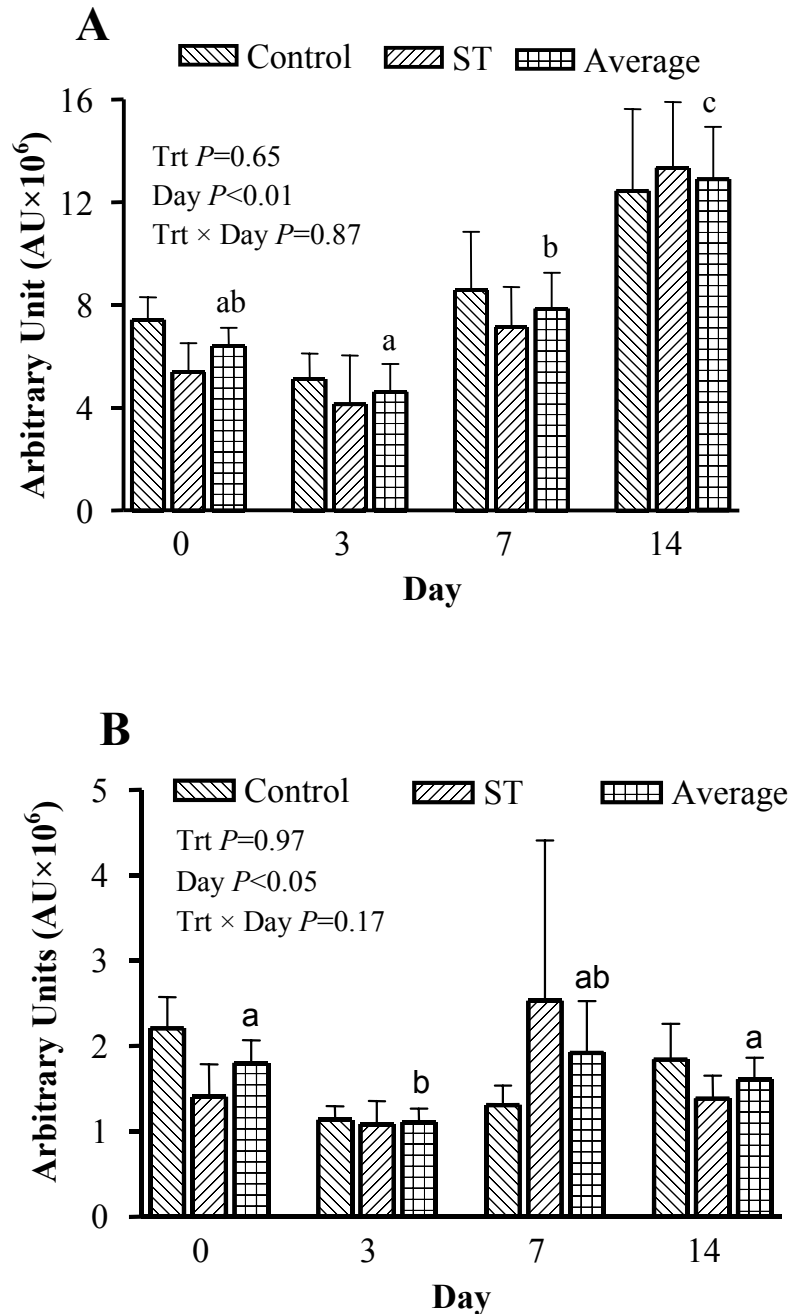 A
Control ST Average
Arbitrary Unit (AU×10⁶)
16
12
8
4
0
Trt P=0.65
Day P<0.01
Trt × Day P=0.87
ab
a
b
c
0 3 7 14
Day
B
Control ST Average
Arbitrary Units (AU×10⁶)
5
4
3
2
1
0
Trt P=0.97
Day P<0.05
Trt × Day P=0.17
a
b
ab
a
0 3 7 14
Day